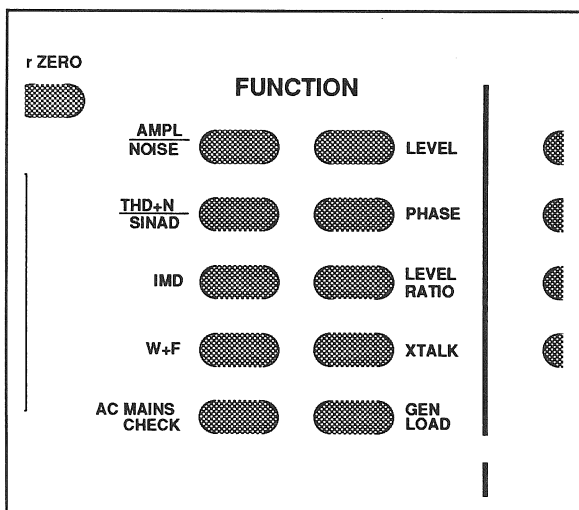 r ZERO
FUNCTION
AMPL
NOISE
LEVEL
THD+N
SINAD
PHASE
IMD
LEVEL
RATIO
W+F
XTALK
AC MAINS
CHECK
GEN
LOAD